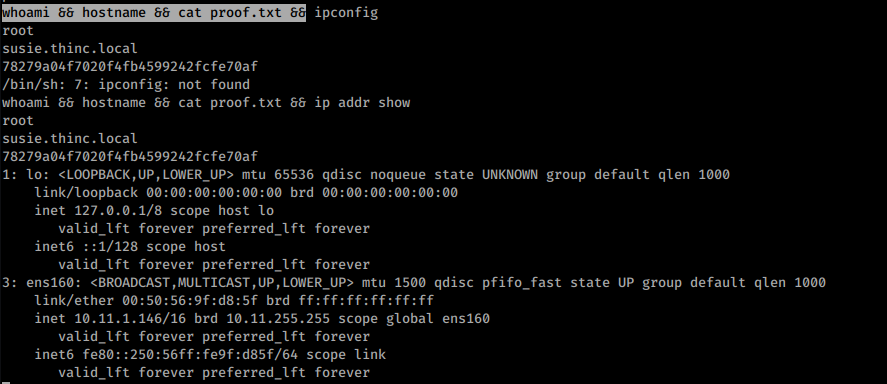 whoami && hostname && cat proof.txt && ipconfig
root
susie.thinc.local
78279a04f7020f4fb4599242fcfe70af
/bin/sh: 7: ipconfig: not found
whoami && hostname && cat proof.txt && ip addr show
root
susie.thinc.local
78279a04f7020f4fb4599242fcfe70af
1: lo: <LOOPBACK,UP,LOWER_UP> mtu 65536 qdisc noqueue state UNKNOWN group default qlen 1000
    link/loopback 00:00:00:00:00:00 brd 00:00:00:00:00:00
    inet 127.0.0.1/8 scope host lo
       valid_lft forever preferred_lft forever
    inet6 ::1/128 scope host
       valid_lft forever preferred_lft forever
3: ens160: <BROADCAST,MULTICAST,UP,LOWER_UP> mtu 1500 qdisc pfifo_fast state UP group default qlen 1000
    link/ether 00:50:56:9f:d8:5f brd ff:ff:ff:ff:ff:ff
    inet 10.11.1.146/16 brd 10.11.255.255 scope global ens160
       valid_lft forever preferred_lft forever
    inet6 fe80::250:56ff:fe9f:d85f/64 scope link
       valid_lft forever preferred_lft forever